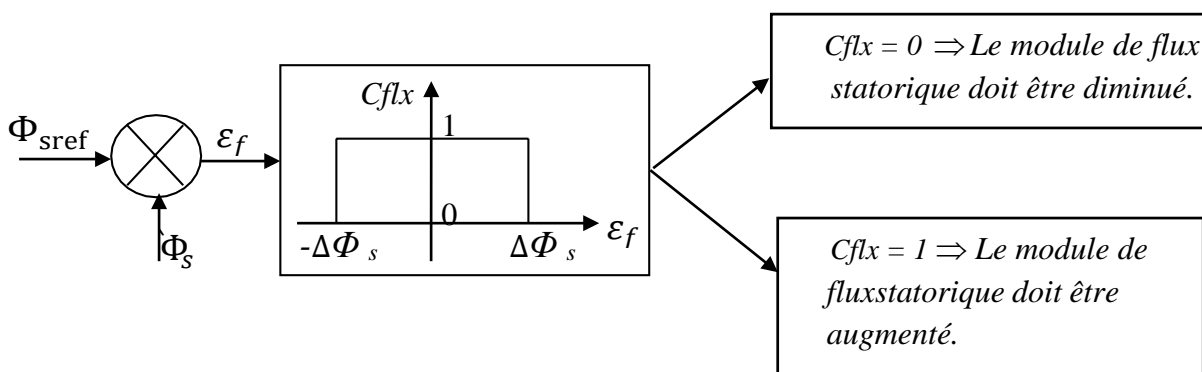 Cflx = 0 ⇒ Le module de flux
statorique doit être diminué.
Cflx
1
Φsref
εf
0
-ΔΦ s
ΔΦ s
εf
Φs
Cflx = 1 ⇒ Le module de
fluxstatorique doit être
augmenté.